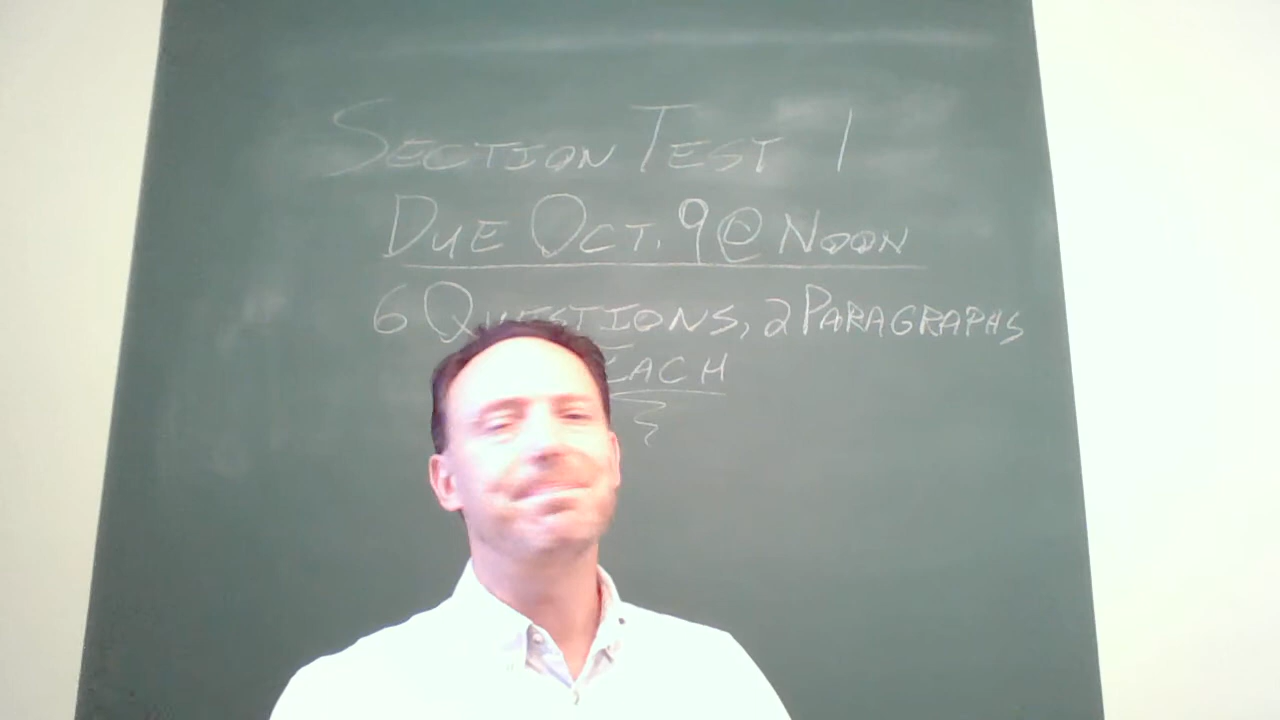 SECTION TEST 1
DUE OCT. 9 @ NOON
6 QUESTIONS, 2 PARAGRAPHS
EACH